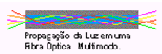 Propagação da Luz em uma
Fibra Óptica Multimodo